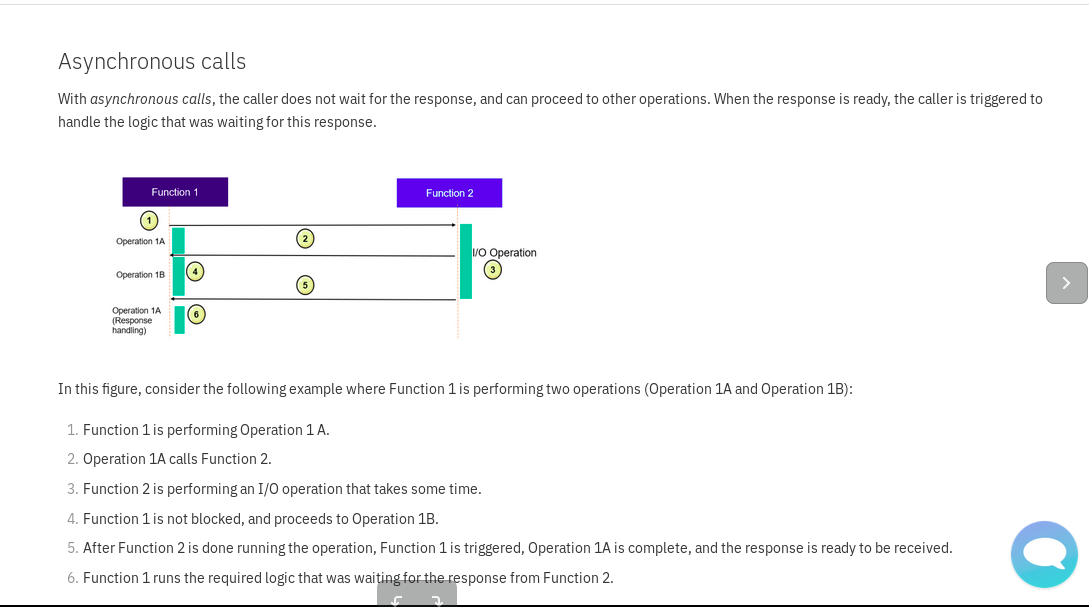 Asynchronous calls
With asynchronous calls, the caller does not wait for the response, and can proceed to other operations. When the response is ready, the caller is triggered to
handle the logic that was waiting for this response.
Function 1
Function 2
1
Operation 1A
2
I/O Operation
3
Operation 1B
4
5
Operation 1A
(Response
handling)
6
In this figure, consider the following example where Function 1 is performing two operations (Operation 1A and Operation 1B):
1. Function 1 is performing Operation 1 A.
2. Operation 1A calls Function 2.
3. Function 2 is performing an I/O operation that takes some time.
4. Function 1 is not blocked, and proceeds to Operation 1B.
5. After Function 2 is done running the operation, Function 1 is triggered, Operation 1A is complete, and the response is ready to be received.
6. Function 1 runs the required logic that was waiting for the response from Function 2.